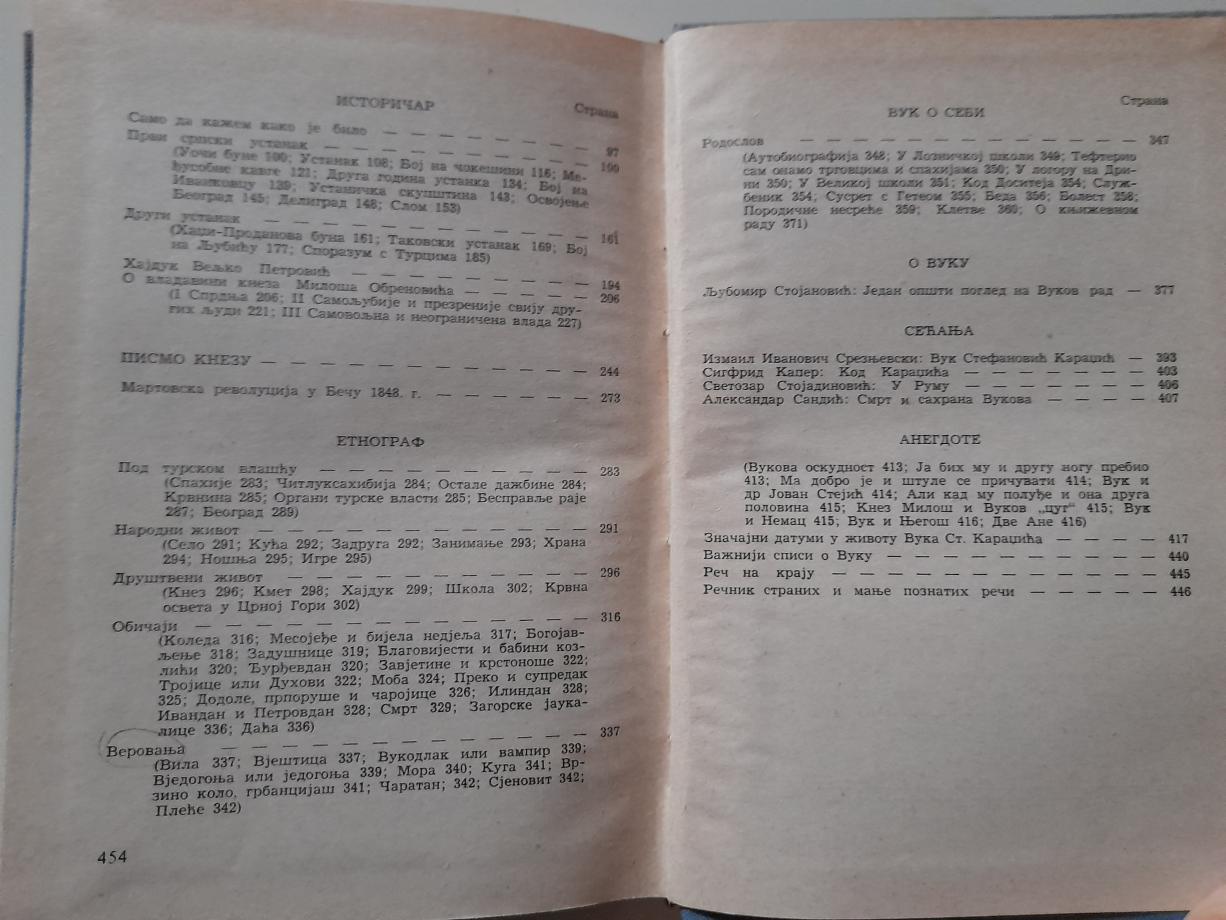 ИСТОРИЧАР
Страна
Само да кажем како је било — — — — — — — — 97
Први српски устанак — — — — — — — — — — 100
(Уочи буне 100; Устанак 108; Бој на чокешини 116; Ме-
ђусобне кавге 121; Друга година устанка 134; Бој на
Иванковцу 139; Устаничка скупштина 143; Освојење
Београд 145; Делиград 148; Слом 153)
Други устанак — — — — — — — — — — — 161
(Хаџи-Проданова буна 161; Таковски устанак 169; Бој
на Љубићу 177; Споразум с Турцима 185)
Хајдук Вељко Петровић — — — — — — — — — 194
О владавини кнеза Милоша Обреновића — — — — — 206
(I Спрдња 206; II Самољубије и презреније свију дру-
гих људи 221; III Самовољна и неограничена влада 227)
ПИСМО КНЕЗУ — — — — — — — — — — — — 244
Мартовска револуција у Бечу 1848. г. — — — — — — 273
ЕТНОГРАФ
Под турском влашћу — — — — — — — — — — 283
(Спахије 283; Читлуксахибија 284; Остале дажбине 284;
Крвнина 285; Органи турске власти 285; Бесправље раје
287; Београд 289)
Народни живот — — — — — — — — — — — — 291
(Село 291; Кућа 292; Задруга 292; Занимање 293; Храна
294; Ношња 295; Игре 295)
Друштвени живот — — — — — — — — — — — 296
(Кнез 296; Кмет 298; Хајдук 299; Школа 302; Крвна
освета у Црној Гори 302)
Обичаји — — — — — — — — — — — — — — 316
(Коледа 316; Месојеђе и бијела недјеља 317; Богојав-
љење 318; Задушнице 319; Благовијести и бабини коз-
лићи 320; Ђурђевдан 320; Завјетине и крстоноше 322;
Тројице или Духови 322; Моба 324; Преко и супредак
325; Додоле, прпоруше и чаројице 326; Илиндан 328;
Ивандан и Петровдан 328; Смрт 329; Загорске јаука-
лице 336; Даћа 336)
Веровања — — — — — — — — — — — — — 337
(Вила 337; Вјештица 337; Вукодлак или вампир 339;
Вједогоња или једогоња 339; Мора 340; Куга 341; Вр-
зино коло, грбанцијаш 341; Чаратан; 342; Сјеновит 342;
Плеће 342)
454
Страна
ВУК О СЕБИ
Родослов — — — — — — — — — — — — — 347
(Аутобиографија 348; У Лозничкој школи 349; Тефтерио
сам онамо трговцима и спахијама 350; У логору на Дри-
ни 350; У Великој школи 351; Код Доситеја 354; Служ-
беник 354; Сусрет с Гетеом 355; Беда 356; Болест 358;
Породичне несреће 359; Клетве 360; О књижевном
раду 371)
О ВУКУ
Љубомир Стојановић: Један општи поглед на Вуков рад — 377
СЕЋАЊА
Измаил Иванович Срезњевски: Вук Стефановић Караџић — 393
Сигфрид Капер: Код Караџића — — — — — — — — 403
Светозар Стојадиновић: У Руму — — — — — — — — 406
Александар Сандић: Смрт и сахрана Вукова — — — — 407
АНЕГДОТЕ
(Вукова оскудност 413; Ја бих му и другу ногу пребио
413; Ма добро је и штуле се причувати 414; Вук и
др Јован Стејић 414; Али кад му полуђе и она друга
половина 415; Кнез Милош и Вуков „цуг" 415; Вук
и Немац 415; Вук и Његош 416; Две Ане 416)
Значајни датуми у животу Вука Ст. Караџића — — — — 417
Важнији списи о Вуку — — — — — — — — — — — 440
Реч на крају — — — — — — — — — — — — — 445
Речник страних и мање познатих речи — — — — — 446